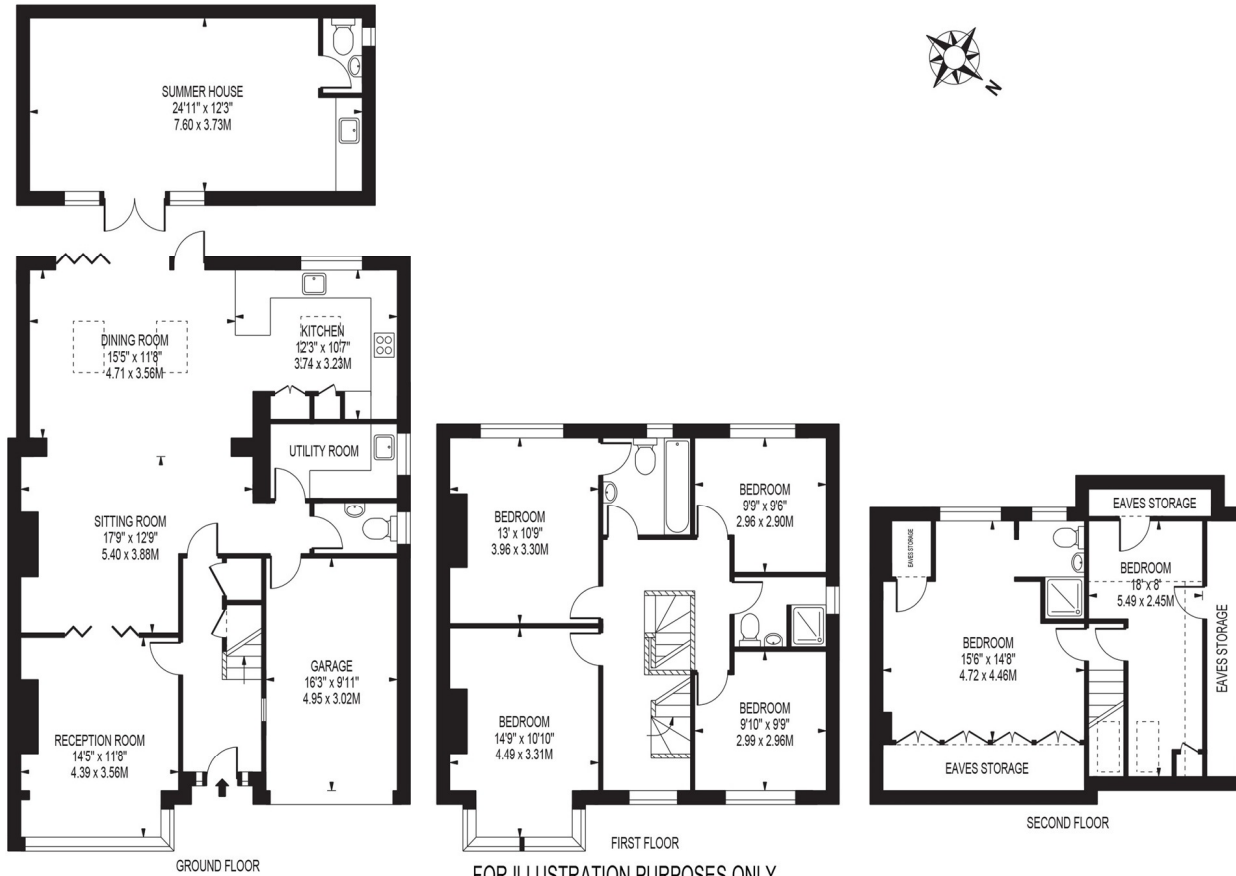 SUMMER HOUSE
24'11" x 12'3"
7.60 x 3.73M
N
DINING ROOM
15'5" x 11'8"
4.71 x 3.56M
KITCHEN
12'3" x 10'7"
3.74 x 3.23M
UTILITY ROOM
SITTING ROOM
17'9" x 12'9"
5.40 x 3.88M
GARAGE
16'3" x 9'11"
4.95 x 3.02M
RECEPTION ROOM
14'5" x 11'8"
4.39 x 3.56M
GROUND FLOOR
BEDROOM
13' x 10'9"
3.96 x 3.30M
BEDROOM
9'9" x 9'6"
2.96 x 2.90M
BEDROOM
14'9" x 10'10"
4.49 x 3.31M
BEDROOM
9'10" x 9'9"
2.99 x 2.96M
FIRST FLOOR
EAVES STORAGE
EAVES STORAGE
BEDROOM
18' x 8'
5.49 x 2.45M
BEDROOM
15'6" x 14'8"
4.72 x 4.46M
EAVES STORAGE
EAVES STORAGE
SECOND FLOOR
FOR ILLUSTRATION PURPOSES ONLY